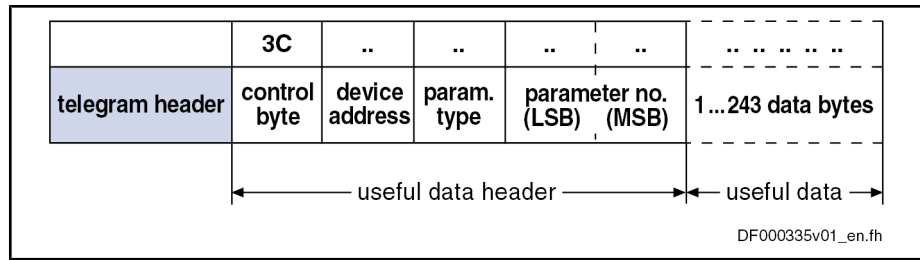 3C .. .. .. .. .. .. .. .. ..
telegram header control byte device address param. type parameter no. (LSB) (MSB) 1...243 data bytes
useful data header useful data
DF000335v01_en.fh